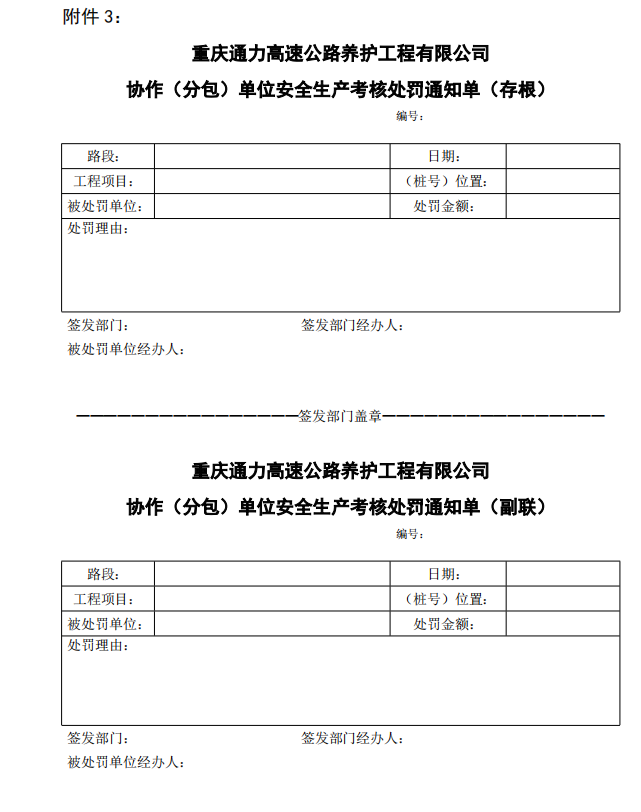 附件 3：
重庆通力高速公路养护工程有限公司
协作（分包）单位安全生产考核处罚通知单（存根）
编号：
路段： 日期：
工程项目： （桩号）位置：
被处罚单位： 处罚金额：
处罚理由：
签发部门： 签发部门经办人：
被处罚单位经办人：
————————————————签发部门盖章————————————————
重庆通力高速公路养护工程有限公司
协作（分包）单位安全生产考核处罚通知单（副联）
编号：
路段： 日期：
工程项目： （桩号）位置：
被处罚单位： 处罚金额：
处罚理由：
签发部门： 签发部门经办人：
被处罚单位经办人：